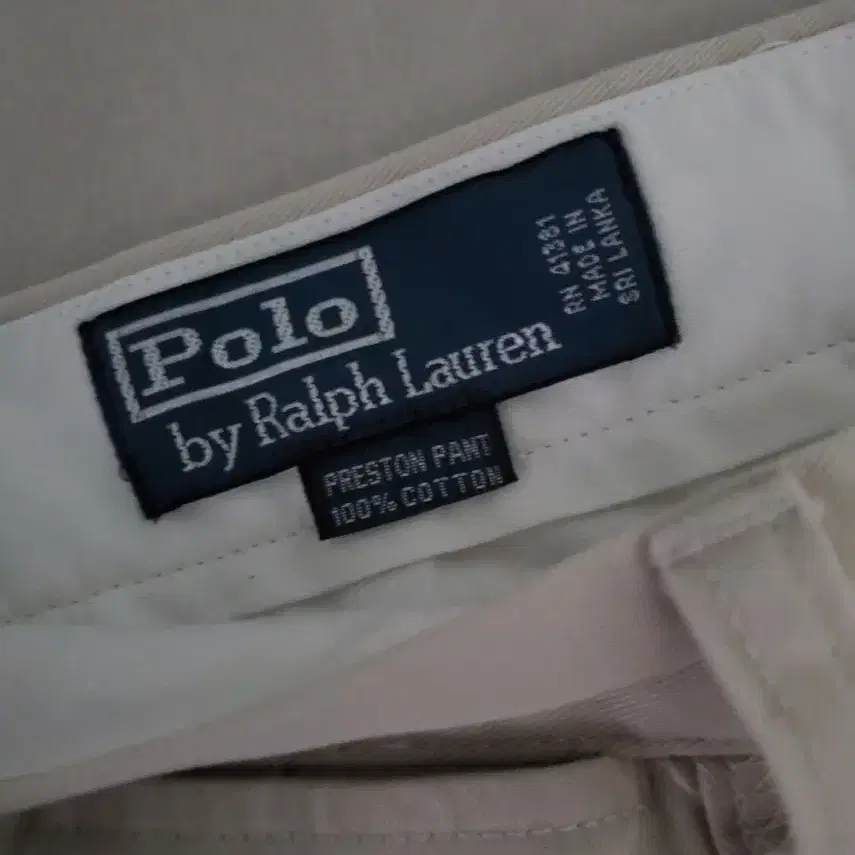 Polo
by Ralph Lauren
RN 41381
MADE IN
SRI LANKA
PRESTON PANT
100% COTTON